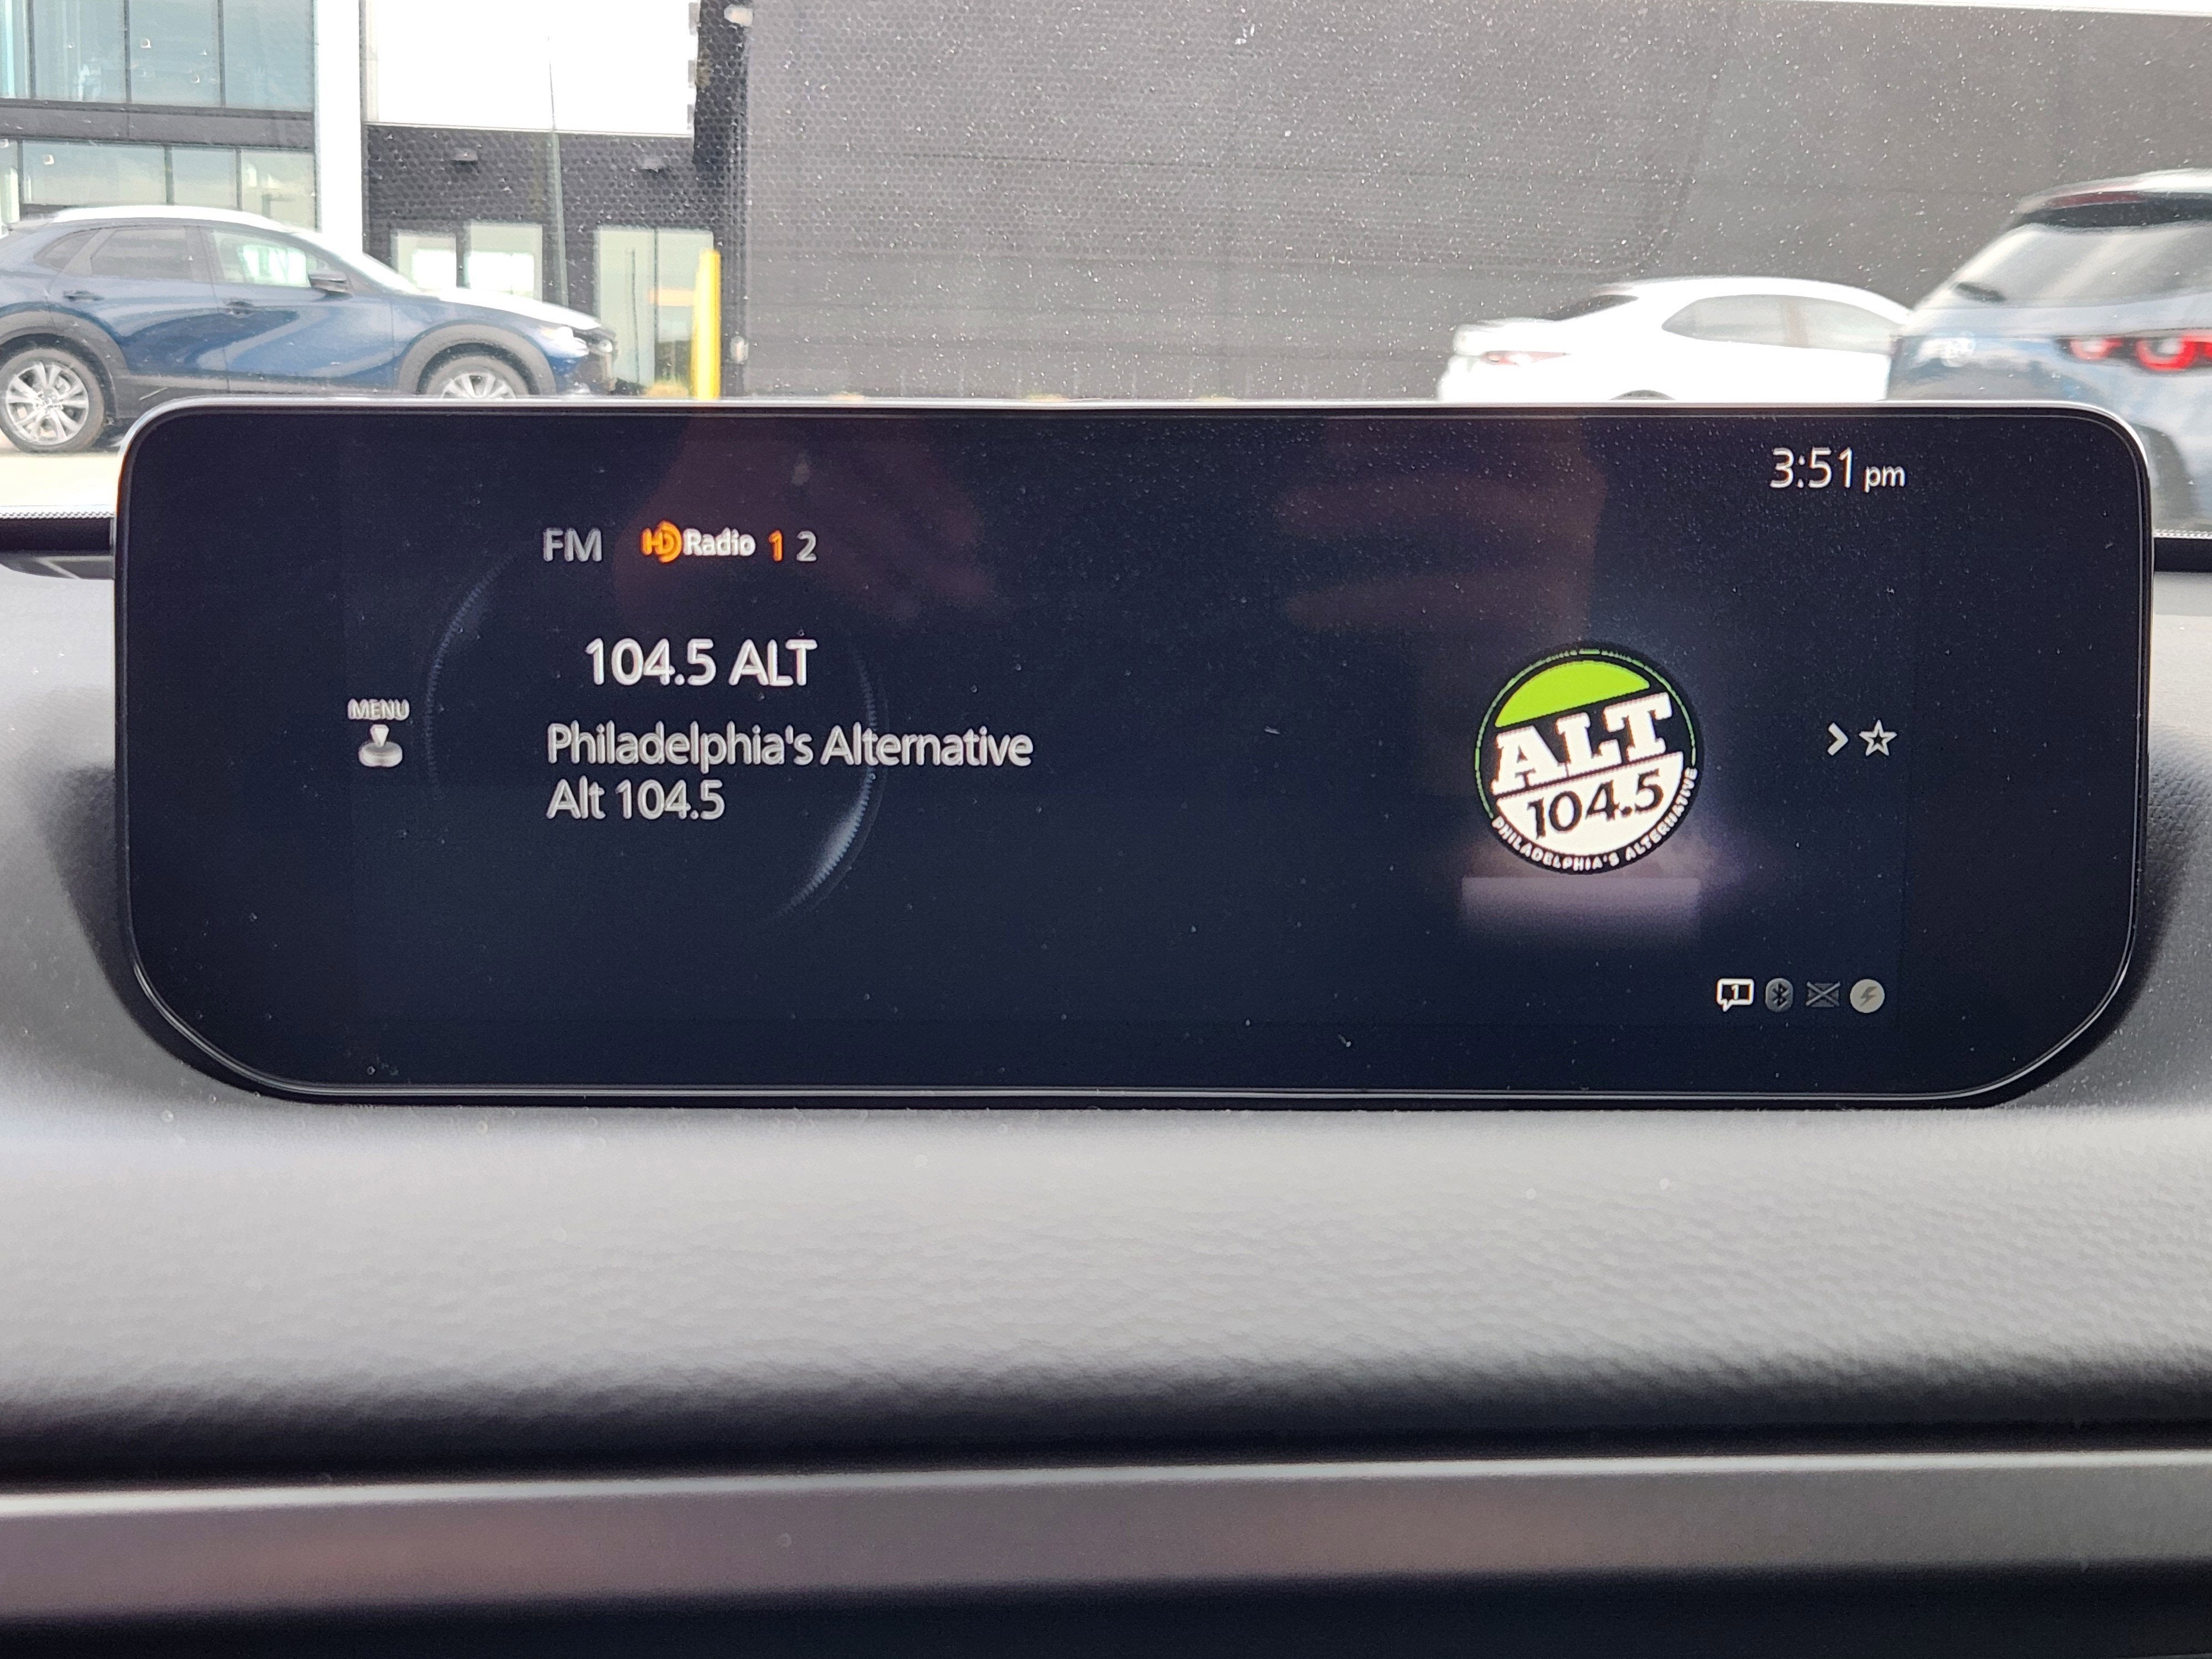 3:51 pm
FM HD Radio 1 2
104.5 ALT
MENU
Philadelphia's Alternative
Alt 104.5
ALT
104.5
PHILADELPHIA'S ALTERNATIVE
1